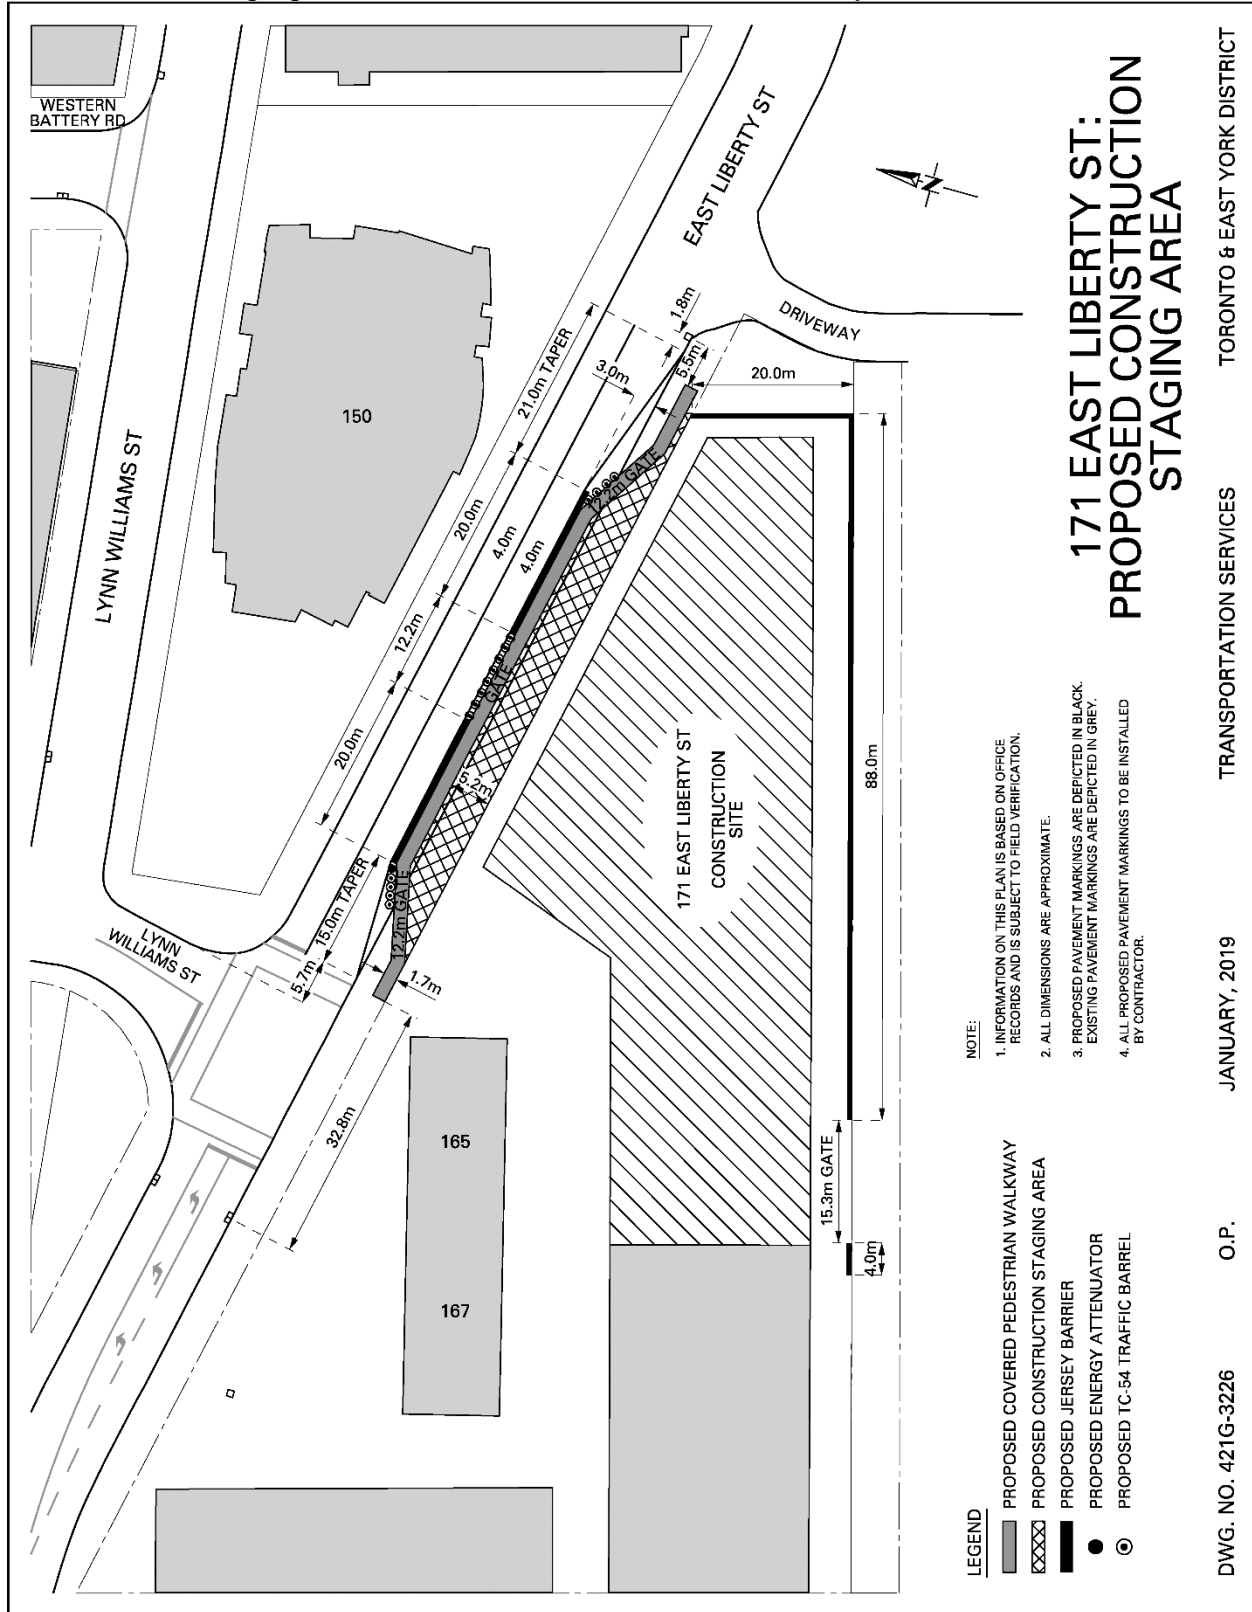 171 EAST LIBERTY ST:
PROPOSED CONSTRUCTION
STAGING AREA
WESTERN
BATTERY RD
LYNN WILLIAMS ST
EAST LIBERTY ST
DRIVEWAY
N
150
LYNN
WILLIAMS ST
5.7m
15.0m TAPER
20.0m
12.2m
20.0m
21.0m TAPER
4.0m
4.0m
3.0m
1.8m
5.5m
20.0m
12.2m GATE
GATE
12.2m GATE
5.2m
1.7m
32.8m
165
167
171 EAST LIBERTY ST
CONSTRUCTION
SITE
88.0m
15.3m GATE
4.0m
LEGEND
PROPOSED COVERED PEDESTRIAN WALKWAY
PROPOSED CONSTRUCTION STAGING AREA
PROPOSED JERSEY BARRIER
PROPOSED ENERGY ATTENUATOR
PROPOSED TC-54 TRAFFIC BARREL
NOTE:
1. INFORMATION ON THIS PLAN IS BASED ON OFFICE
RECORDS AND IS SUBJECT TO FIELD VERIFICATION.
2. ALL DIMENSIONS ARE APPROXIMATE.
3. PROPOSED PAVEMENT MARKINGS ARE DEPICTED IN BLACK.
EXISTING PAVEMENT MARKINGS ARE DEPICTED IN GREY.
4. ALL PROPOSED PAVEMENT MARKINGS TO BE INSTALLED
BY CONTRACTOR.
DWG. NO. 421G-3226
O.P.
JANUARY, 2019
TRANSPORTATION SERVICES
TORONTO & EAST YORK DISTRICT